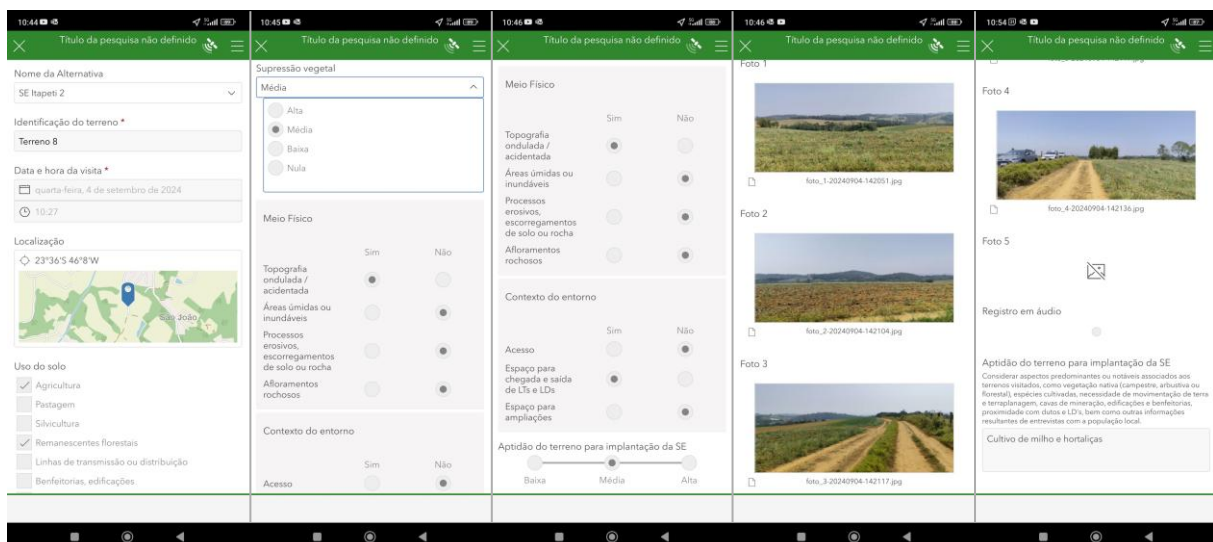 10:44
Título da pesquisa não definido
Nome da Alternativa
SE Itapeti 2
Identificação do terreno *
Terreno 8
Data e hora da visita *
quarta-feira, 4 de setembro de 2024
10:27
Localização
23°36'S 46°8'W
São João
Uso do solo
Agricultura
Pastagem
Silvicultura
Remanescentes florestais
Linhas de transmissão ou distribuição
Benfeitorias, edificações
10:45
Título da pesquisa não definido
Supressão vegetal
Média
Alta
Média
Baixa
Nula
Meio Físico
Sim Não
Topografia
ondulada /
acidentada
Áreas úmidas ou
inundáveis
Processos
erosivos,
escorregamentos
de solo ou rocha
Afloramentos
rochosos
Contexto do entorno
Sim Não
Acesso
10:46
Título da pesquisa não definido
Meio Físico
Sim Não
Topografia
ondulada /
acidentada
Áreas úmidas ou
inundáveis
Processos
erosivos,
escorregamentos
de solo ou rocha
Afloramentos
rochosos
Contexto do entorno
Sim Não
Acesso
Espaço para
chegada e saída
de LTs e LDs
Espaço para
ampliações
Aptidão do terreno para implantação da SE
Baixa Média Alta
10:46
Título da pesquisa não definido
Foto 1
foto_1-20240904-142051.jpg
Foto 2
foto_2-20240904-142104.jpg
Foto 3
foto_3-20240904-142117.jpg
10:54
Título da pesquisa não definido
Foto 4
foto_4-20240904-142136.jpg
Foto 5
Registro em áudio
Aptidão do terreno para implantação da SE
Considerar aspectos predominantes ou notáveis associados aos
terrenos visitados, como vegetação nativa (campestre, arbustiva ou
florestal), espécies cultivadas, necessidade de movimentação de terra
e terraplanagem, cavas de mineração, edificações e benfeitorias,
proximidade com dutos e LD's, bem como outras informações
resultantes de entrevistas com a população local.
Cultivo de milho e hortaliças